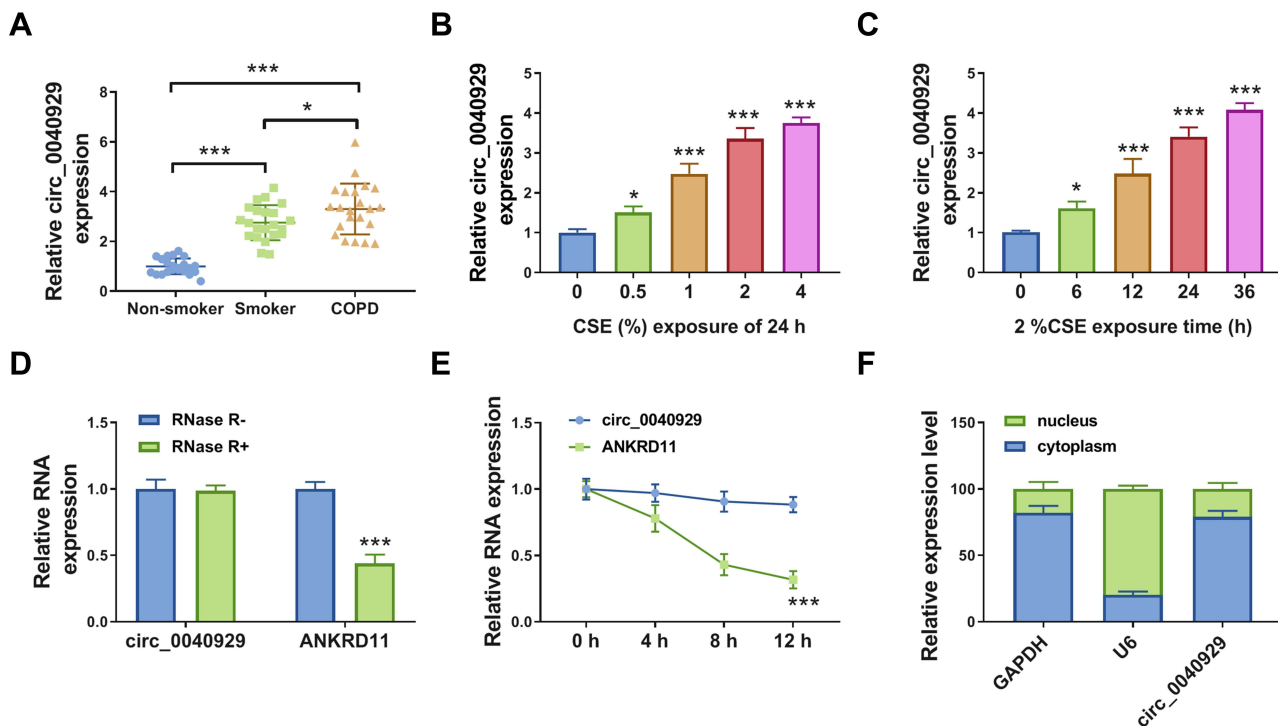 A
Relative circ_0040929
expression
8
6
4
2
0
***
*
***
Non-smoker Smoker COPD
B
Relative circ_0040929
expression
5
4
3
2
1
0
*
***
***
***
0 0.5 1 2 4
CSE (%) exposure of 24 h
C
Relative circ_0040929
expression
5
4
3
2
1
0
*
***
***
***
0 6 12 24 36
2 %CSE exposure time (h)
D
Relative RNA
expression
1.5
1.0
0.5
0.0
RNase R-
RNase R+
***
circ_0040929 ANKRD11
E
Relative RNA expression
1.5
1.0
0.5
0.0
circ_0040929
ANKRD11
***
0 h 4 h 8 h 12 h
F
Relative expression level
150
100
50
0
nucleus
cytoplasm
GAPDH
U6
circ_0040929